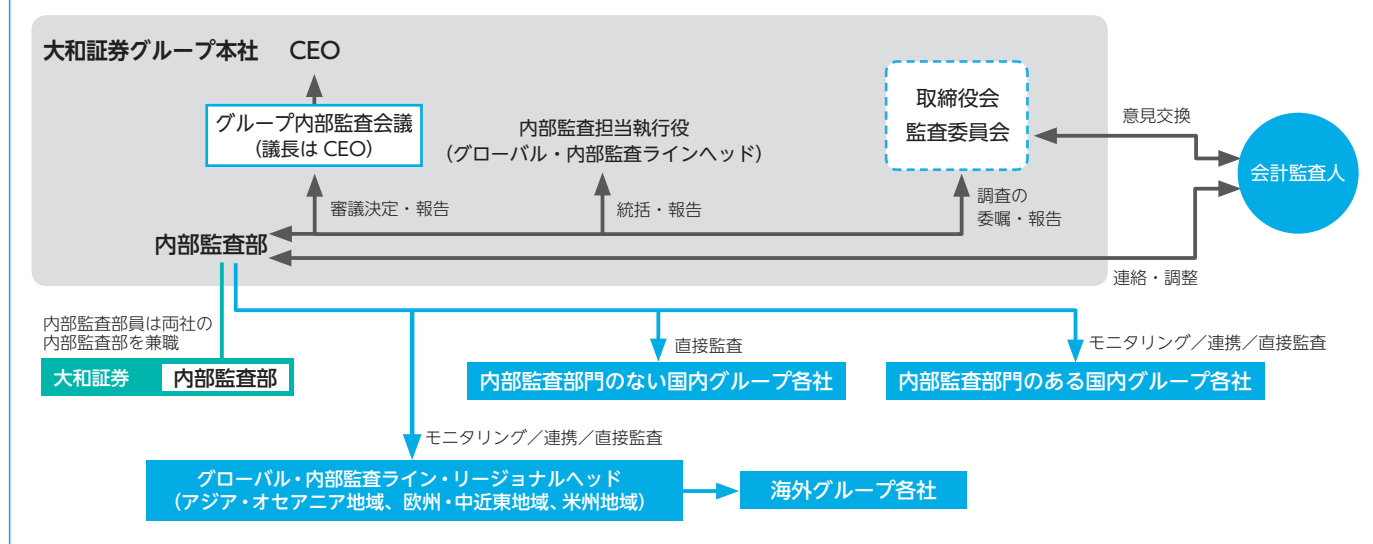 大和証券グループ本社 CEO
グループ内部監査会議
(議長は CEO)
内部監査担当執行役
(グローバル・内部監査ラインヘッド)
取締役会
監査委員会
意見交換
会計監査人
審議決定・報告
統括・報告
調査の
委嘱・報告
内部監査部
連絡・調整
内部監査部員は両社の
内部監査部を兼職
大和証券 内部監査部
直接監査
内部監査部門のない国内グループ各社
モニタリング／連携／直接監査
内部監査部門のある国内グループ各社
モニタリング／連携／直接監査
グローバル・内部監査ライン・リージョナルヘッド
(アジア・オセアニア地域、欧州・中近東地域、米州地域)
海外グループ各社